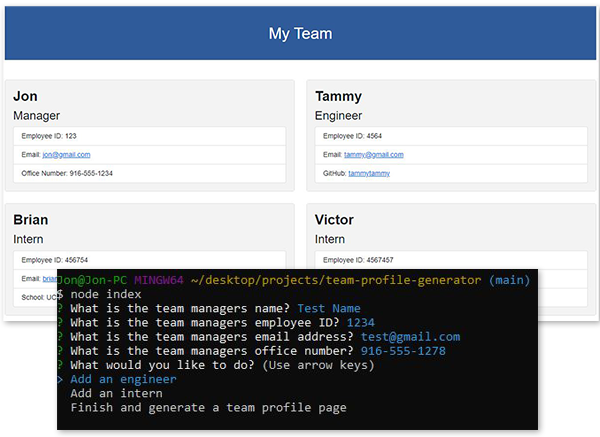 My Team
Jon
Manager
Employee ID: 123
Email: jon@gmail.com
Office Number: 916-555-1234
Tammy
Engineer
Employee ID: 4564
Email: tammy@gmail.com
GitHub: tammytammy
Brian
Intern
Employee ID: 456754
Email:
School:
Victor
Intern
Employee ID: 4567457
Jon@Jon-PC MINGW64 ~/desktop/projects/team-profile-generator (main)
$ node index
? What is the team managers name? Test Name
? What is the team managers employee ID? 1234
? What is the team managers email address? test@gmail.com
? What is the team managers office number? 916-555-1278
? What would you like to do? (Use arrow keys)
> Add an engineer
Add an intern
Finish and generate a team profile page